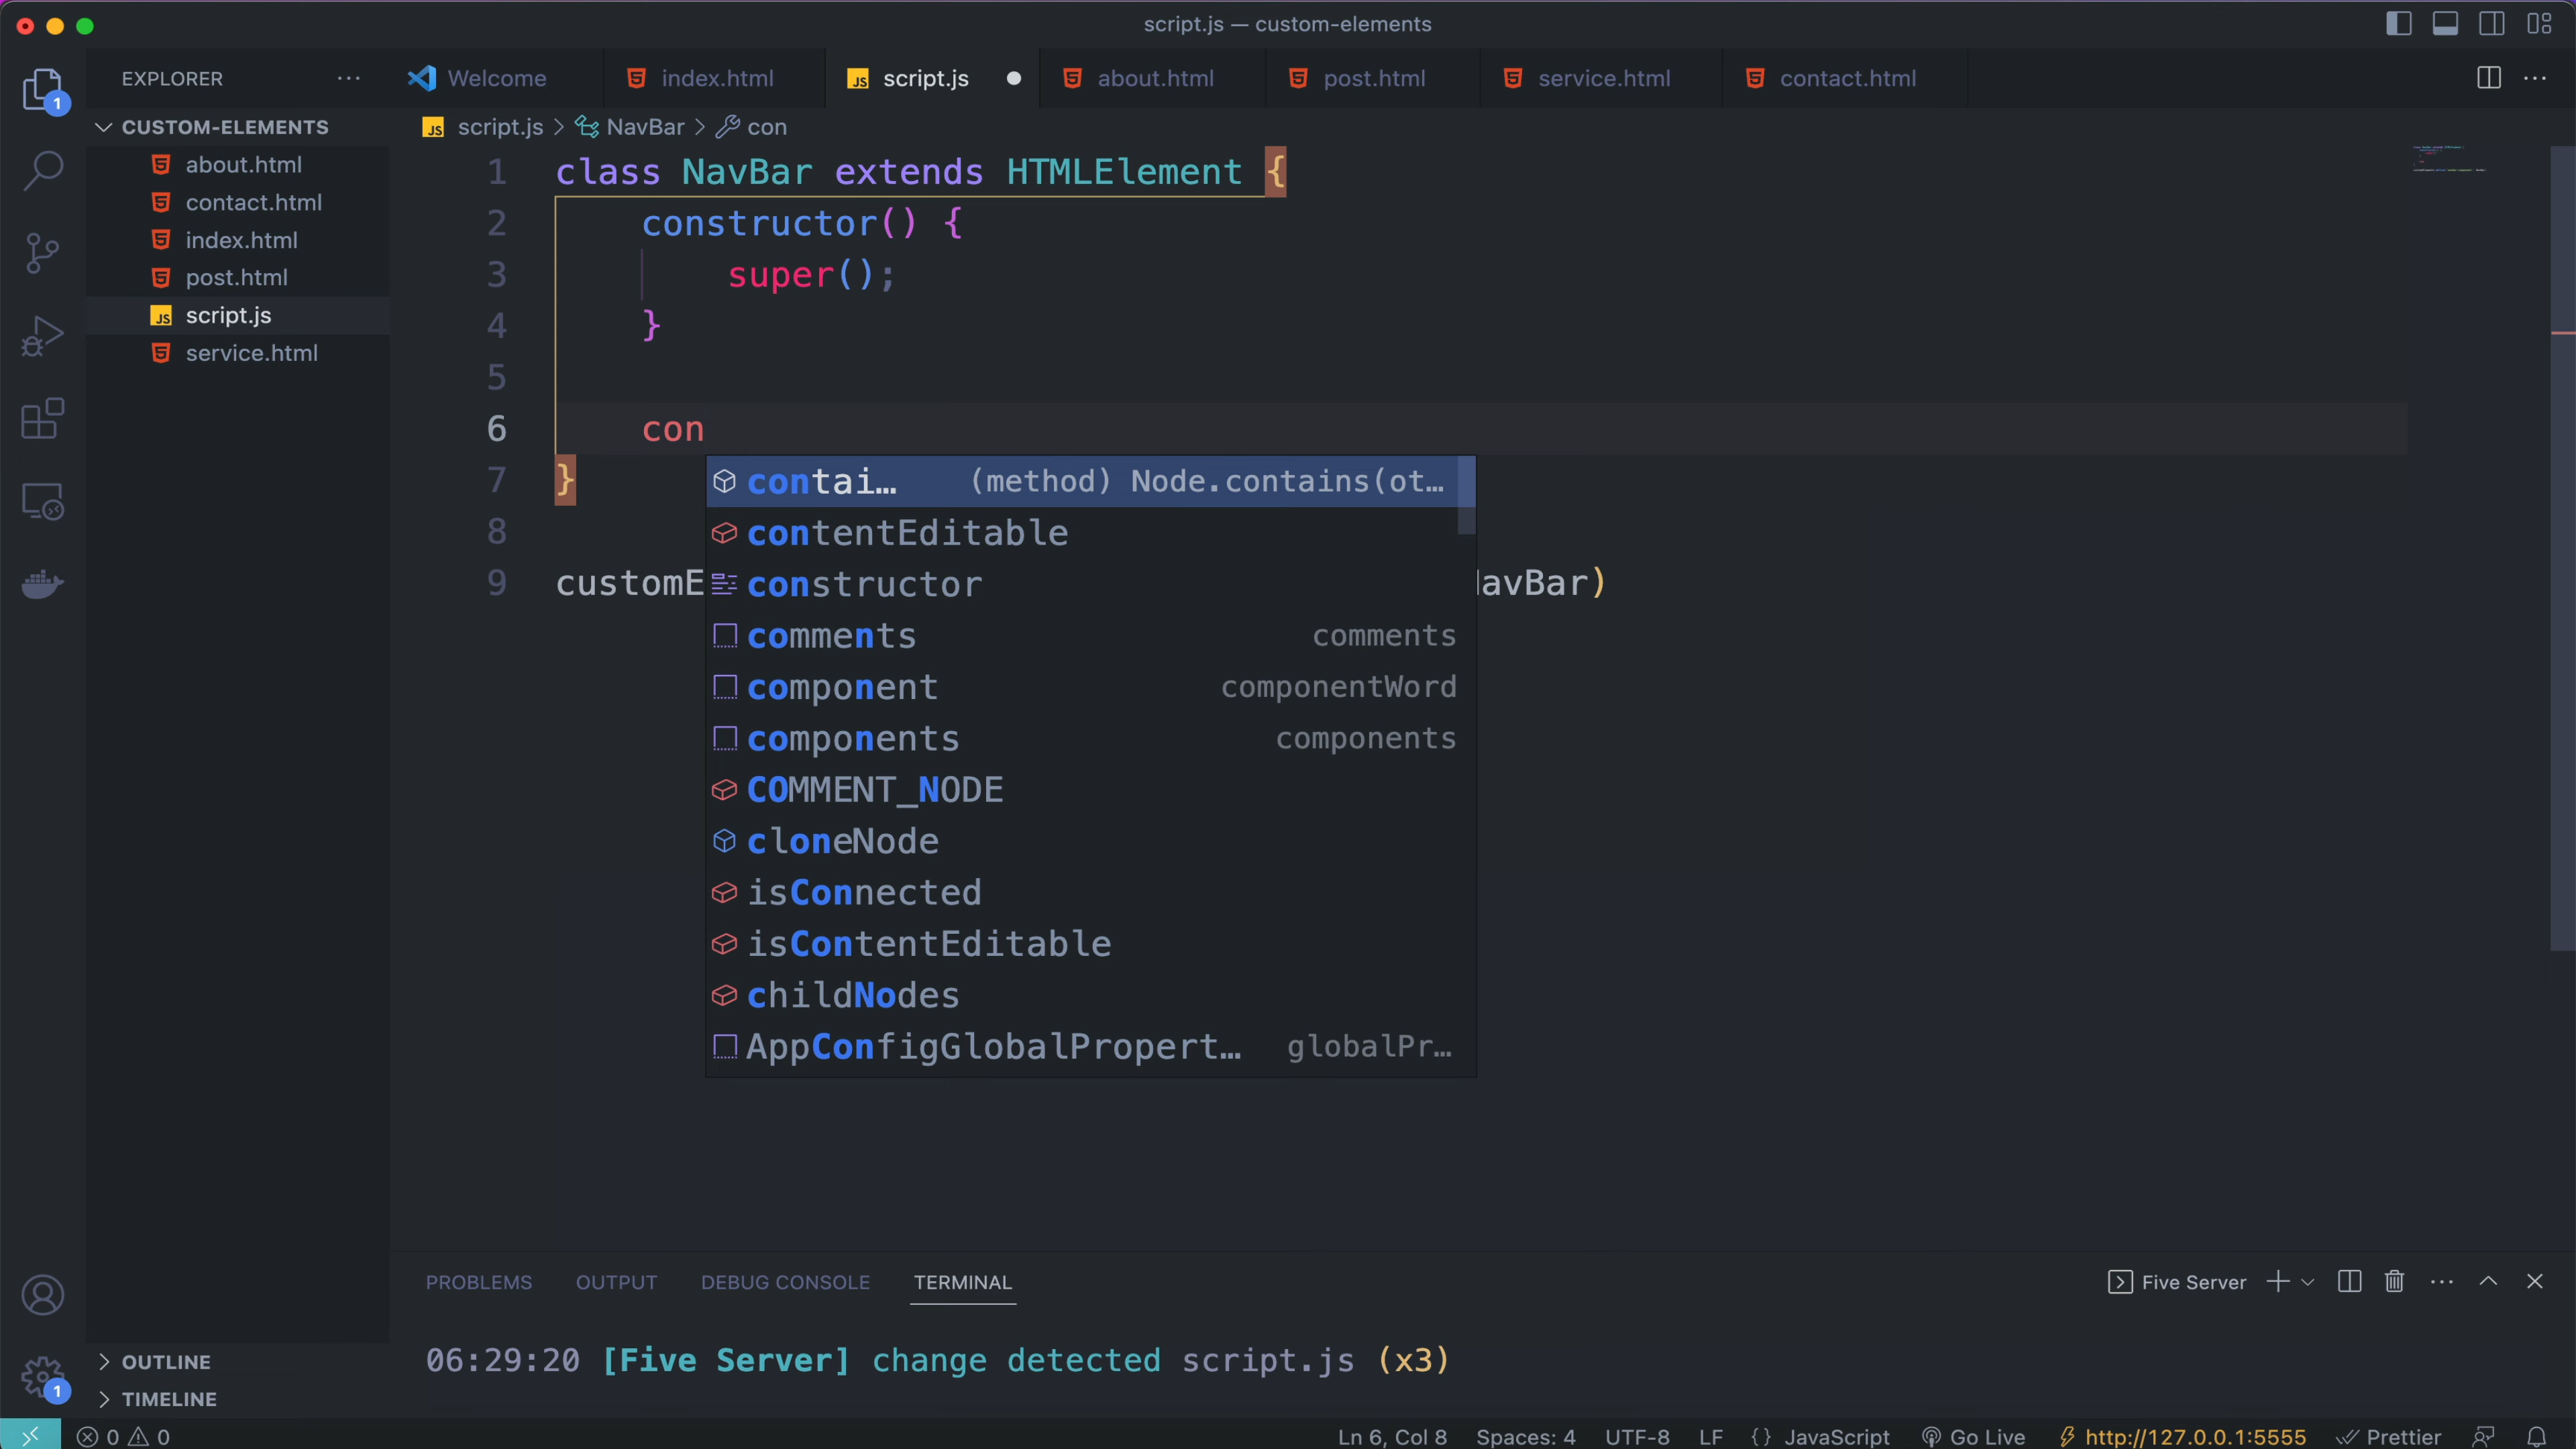 script.js — custom-elements
EXPLORER
Welcome
index.html
script.js
about.html
post.html
service.html
contact.html
1
CUSTOM-ELEMENTS
script.js > NavBar > con
about.html
contact.html
index.html
post.html
script.js
service.html
1 class NavBar extends HTMLElement {
2 constructor() {
3 super();
4 }
5
6 con
7 }
8
9 customE
avBar)
contai… (method) Node.contains(ot…
contentEditable
constructor
comments comments
component componentWord
components components
COMMENT_NODE
cloneNode
isConnected
isContentEditable
childNodes
AppConfigGlobalPropert… globalPr…
PROBLEMS OUTPUT DEBUG CONSOLE TERMINAL
Five Server
06:29:20 [Five Server] change detected script.js (x3)
OUTLINE
TIMELINE
1
0 0
Ln 6, Col 8 Spaces: 4 UTF-8 LF {} JavaScript Go Live http://127.0.0.1:5555 Prettier